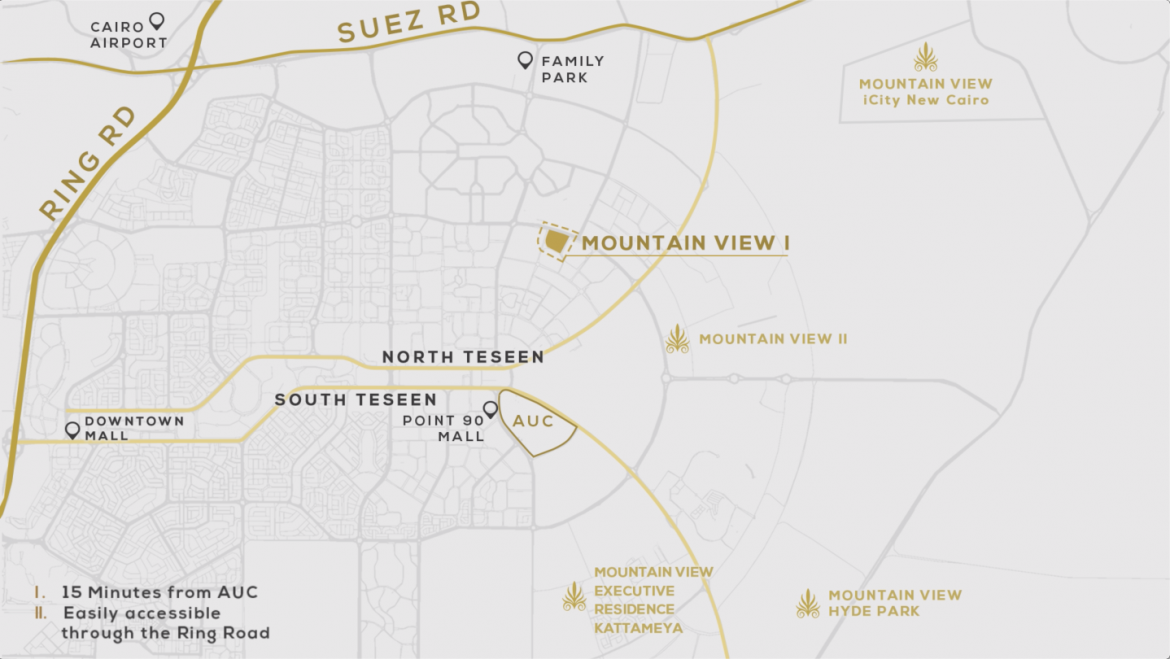 CAIRO
AIRPORT
SUEZ RD
FAMILY
PARK
MOUNTAIN VIEW
iCity New Cairo
RING RD
MOUNTAIN VIEW I
MOUNTAIN VIEW II
NORTH TESEEN
SOUTH TESEEN
DOWNTOWN
MALL
POINT 90
MALL
AUC
MOUNTAIN VIEW
EXECUTIVE
RESIDENCE
KATTAMEYA
MOUNTAIN VIEW
HYDE PARK
I. 15 Minutes from AUC
II. Easily accessible
through the Ring Road